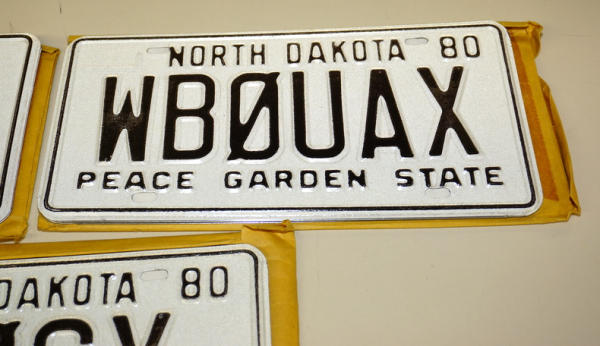 NORTH DAKOTA 80
WBØUAX
PEACE GARDEN STATE
DAKOTA 80